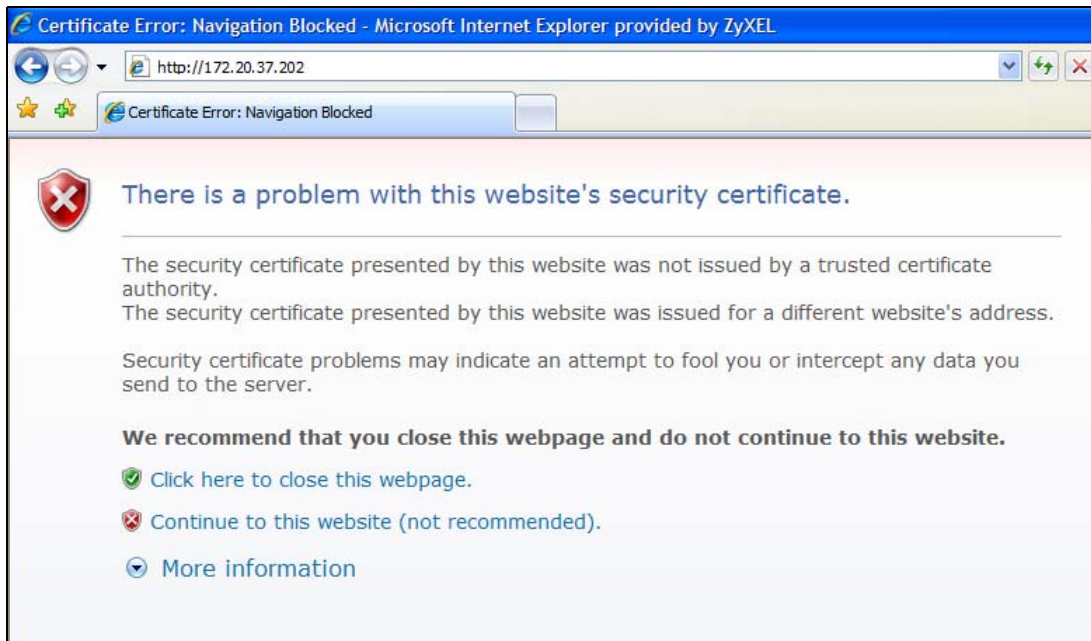 Certificate Error: Navigation Blocked - Microsoft Internet Explorer provided by ZyXEL
http://172.20.37.202
Certificate Error: Navigation Blocked
There is a problem with this website's security certificate.
The security certificate presented by this website was not issued by a trusted certificate
authority.
The security certificate presented by this website was issued for a different website's address.
Security certificate problems may indicate an attempt to fool you or intercept any data you
send to the server.
We recommend that you close this webpage and do not continue to this website.
Click here to close this webpage.
Continue to this website (not recommended).
More information